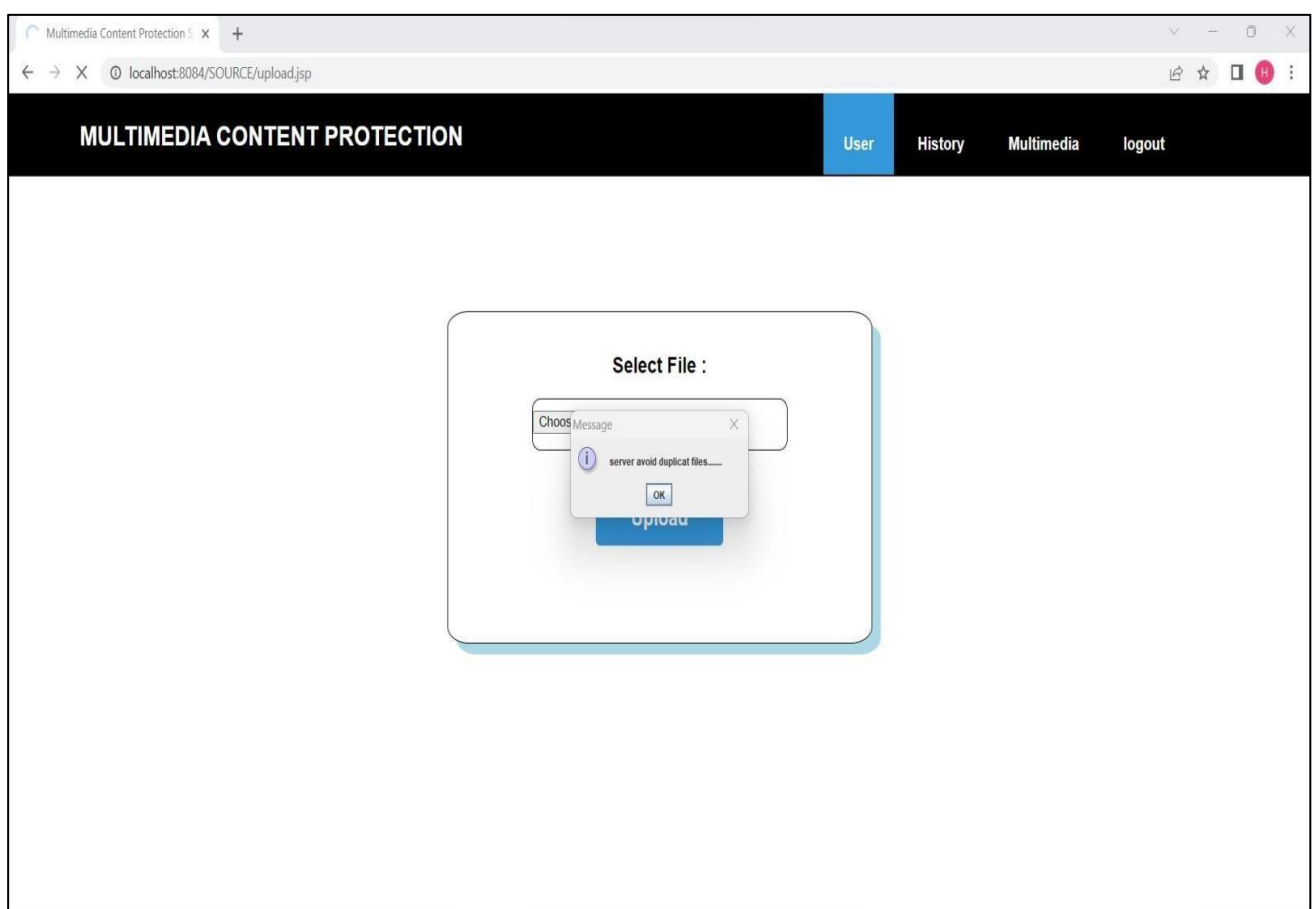 Multimedia Content Protection S
localhost:8084/SOURCE/upload.jsp
H
MULTIMEDIA CONTENT PROTECTION
User History Multimedia logout
Select File :
Choos
Message
server avoid duplicat files.......
OK
Upload